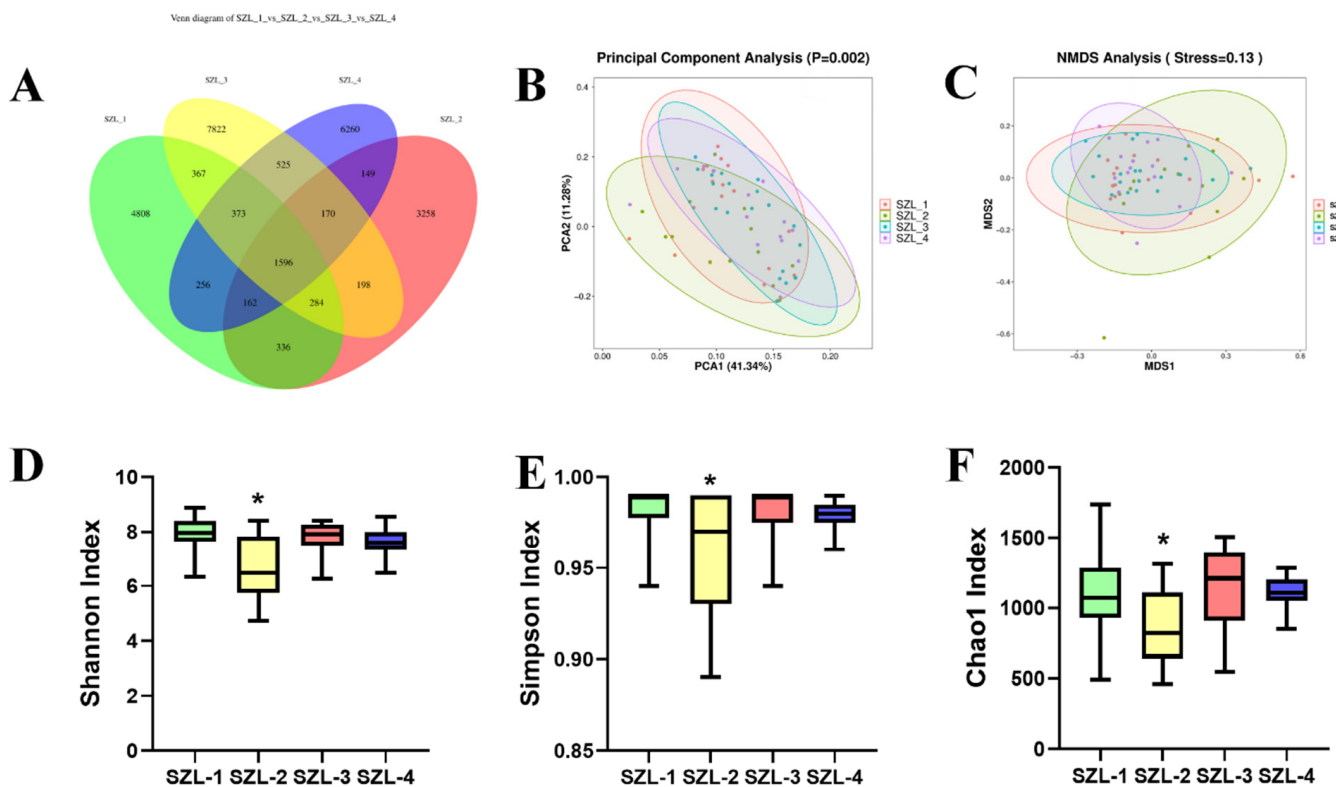 Venn diagram of SZL_1_vs_SZL_2_vs_SZL_3_vs_SZL_4
A
SZL_1
SZL_3
SZL_4
SZL_2
7822
6260
367
525
149
4808
373
170
3258
1596
256
162
284
198
336
B
Principal Component Analysis (P=0.002)
PCA2 (11.28%)
0.4
0.2
0.0
−0.2
0.00
0.05
0.10
0.15
0.20
PCA1 (41.34%)
SZL_1
SZL_2
SZL_3
SZL_4
C
NMDS Analysis ( Stress=0.13 )
MDS2
0.2
0.0
−0.2
−0.4
−0.6
−0.3
0.0
0.3
0.6
MDS1
D
Shannon Index
10
8
6
4
2
0
*
SZL-1 SZL-2 SZL-3 SZL-4
E
Simpson Index
1.00
0.95
0.90
0.85
*
SZL-1 SZL-2 SZL-3 SZL-4
F
Chao1 Index
2000
1500
1000
500
0
*
SZL-1 SZL-2 SZL-3 SZL-4